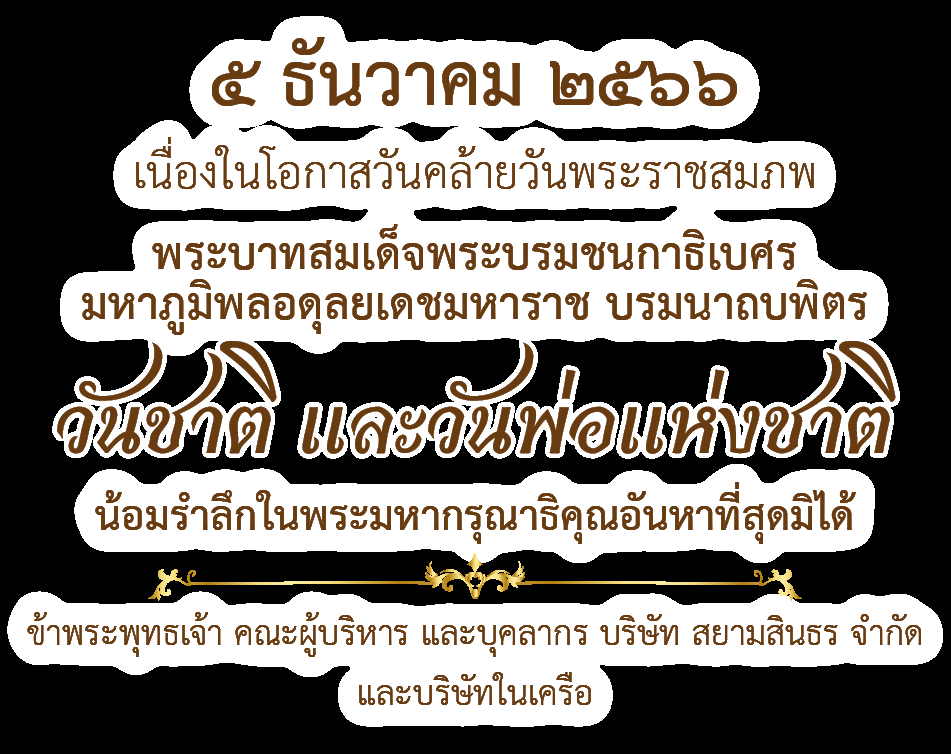 ๕ ธันวาคม ๒๕๖๖
เนื่องในโอกาสวันคล้ายวันพระราชสมภพ
พระบาทสมเด็จพระบรมชนกาธิเบศร
มหาภูมิพลอดุลยเดชมหาราช บรมนาถบพิตร
วันชาติ และวันพ่อแห่งชาติ
น้อมรำลึกในพระมหากรุณาธิคุณอันหาที่สุดมิได้
ข้าพระพุทธเจ้า คณะผู้บริหาร และบุคลากร บริษัท สยามสินธร จำกัด
และบริษัทในเครือ